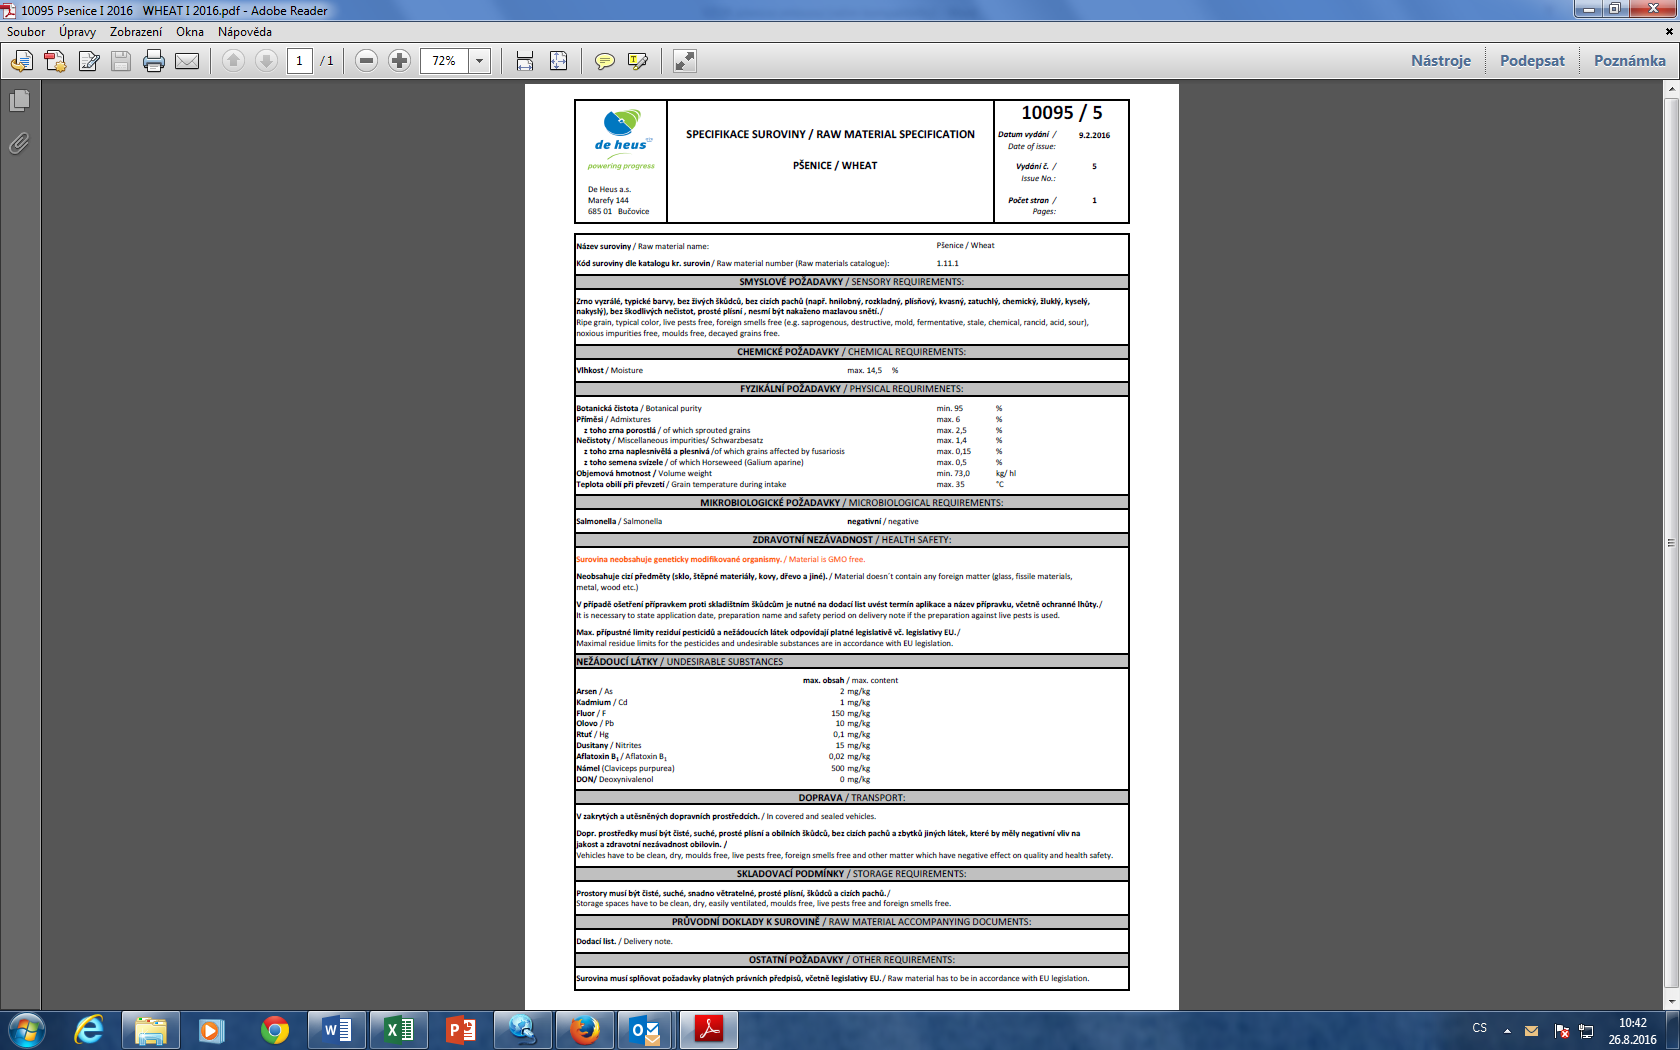 10095 Psenice I 2016   WHEAT I 2016.pdf - Adobe Reader
Soubor Úpravy Zobrazení Okna Nápověda
1 / 1 72% Nástroje Podepsat Poznámka
de heus
powering progress
De Heus a.s.
Marefy 144
685 01 Bučovice
SPECIFIKACE SUROVINY / RAW MATERIAL SPECIFICATION
PŠENICE / WHEAT
10095 / 5
Datum vydání / 9.2.2016
Date of issue:
Vydání č. / 5
Issue No.:
Počet stran / 1
Pages:
Název suroviny / Raw material name: Pšenice / Wheat
Kód suroviny dle katalogu kr. surovin / Raw material number (Raw materials catalogue): 1.11.1
SMYSLOVÉ POŽADAVKY / SENSORY REQUIREMENTS:
Zrno vyzrálé, typické barvy, bez živých škůdců, bez cizích pachů (např. hnilobný, rozkladný, plísňový, kvasný, zatuchlý, chemický, žluklý, kyselý,
nakyslý), bez škodlivých nečistot, prosté plísní , nesmí být nakaženo mazlavou snětí./
Ripe grain, typical color, live pests free, foreign smells free (e.g. saprogenous, destructive, mold, fermentative, stale, chemical, rancid, acid, sour),
noxious impurities free, moulds free, decayed grains free.
CHEMICKÉ POŽADAVKY / CHEMICAL REQUIREMENTS:
Vlhkost / Moisture max. 14,5 %
FYZIKÁLNÍ POŽADAVKY / PHYSICAL REQURIMENETS:
Botanická čistota / Botanical purity min. 95 %
Příměsi / Admixtures max. 6 %
z toho zrna porostlá / of which sprouted grains max. 2,5 %
Nečistoty / Miscellaneous impurities/ Schwarzbesatz max. 1,4 %
z toho zrna naplesnivělá a plesnivá /of which grains affected by fusariosis max. 0,15 %
z toho semena svízele / of which Horseweed (Galium aparine) max. 0,5 %
Objemová hmotnost / Volume weight min. 73,0 kg/ hl
Teplota obilí při převzetí / Grain temperature during intake max. 35 °C
MIKROBIOLOGICKÉ POŽADAVKY / MICROBIOLOGICAL REQUIREMENTS:
Salmonella / Salmonella negativní / negative
ZDRAVOTNÍ NEZÁVADNOST / HEALTH SAFETY:
Surovina neobsahuje geneticky modifikované organismy. / Material is GMO free.
Neobsahuje cizí předměty (sklo, štěpné materiály, kovy, dřevo a jiné). / Material doesn´t contain any foreign matter (glass, fissile materials,
metal, wood etc.)
V případě ošetření přípravkem proti skladištním škůdcům je nutné na dodací list uvést termín aplikace a název přípravku, včetně ochranné lhůty./
It is necessary to state application date, preparation name and safety period on delivery note if the preparation against live pests is used.
Max. přípustné limity reziduí pesticidů a nežádoucích látek odpovídají platné legislativě vč. legislativy EU./
Maximal residue limits for the pesticides and undesirable substances are in accordance with EU legislation.
NEŽÁDOUCÍ LÁTKY / UNDESIRABLE SUBSTANCES
max. obsah / max. content
Arsen / As 2 mg/kg
Kadmium / Cd 1 mg/kg
Fluor / F 150 mg/kg
Olovo / Pb 10 mg/kg
Rtuť / Hg 0,1 mg/kg
Dusitany / Nitrites 15 mg/kg
Aflatoxin B1 / Aflatoxin B1 0,02 mg/kg
Námel (Claviceps purpurea) 500 mg/kg
DON/ Deoxynivalenol 0 mg/kg
DOPRAVA / TRANSPORT:
V zakrytých a utěsněných dopravních prostředcích. / In covered and sealed vehicles.
Dopr. prostředky musí být čisté, suché, prosté plísní a obilních škůdců, bez cizích pachů a zbytků jiných látek, které by měly negativní vliv na
jakost a zdravotní nezávadnost obilovin. /
Vehicles have to be clean, dry, moulds free, live pests free, foreign smells free and other matter which have negative effect on quality and health safety.
SKLADOVACÍ PODMÍNKY / STORAGE REQUIREMENTS:
Prostory musí být čisté, suché, snadno větratelné, prosté plísní, škůdců a cizích pachů./
Storage spaces have to be clean, dry, easily ventilated, moulds free, live pests free and foreign smells free.
PRŮVODNÍ DOKLADY K SUROVINĚ / RAW MATERIAL ACCOMPANYING DOCUMENTS:
Dodací list. / Delivery note.
OSTATNÍ POŽADAVKY / OTHER REQUIREMENTS:
Surovina musí splňovat požadavky platných právních předpisů, včetně legislativy EU./ Raw material has to be in accordance with EU legislation.
CS 10:42
26.8.2016